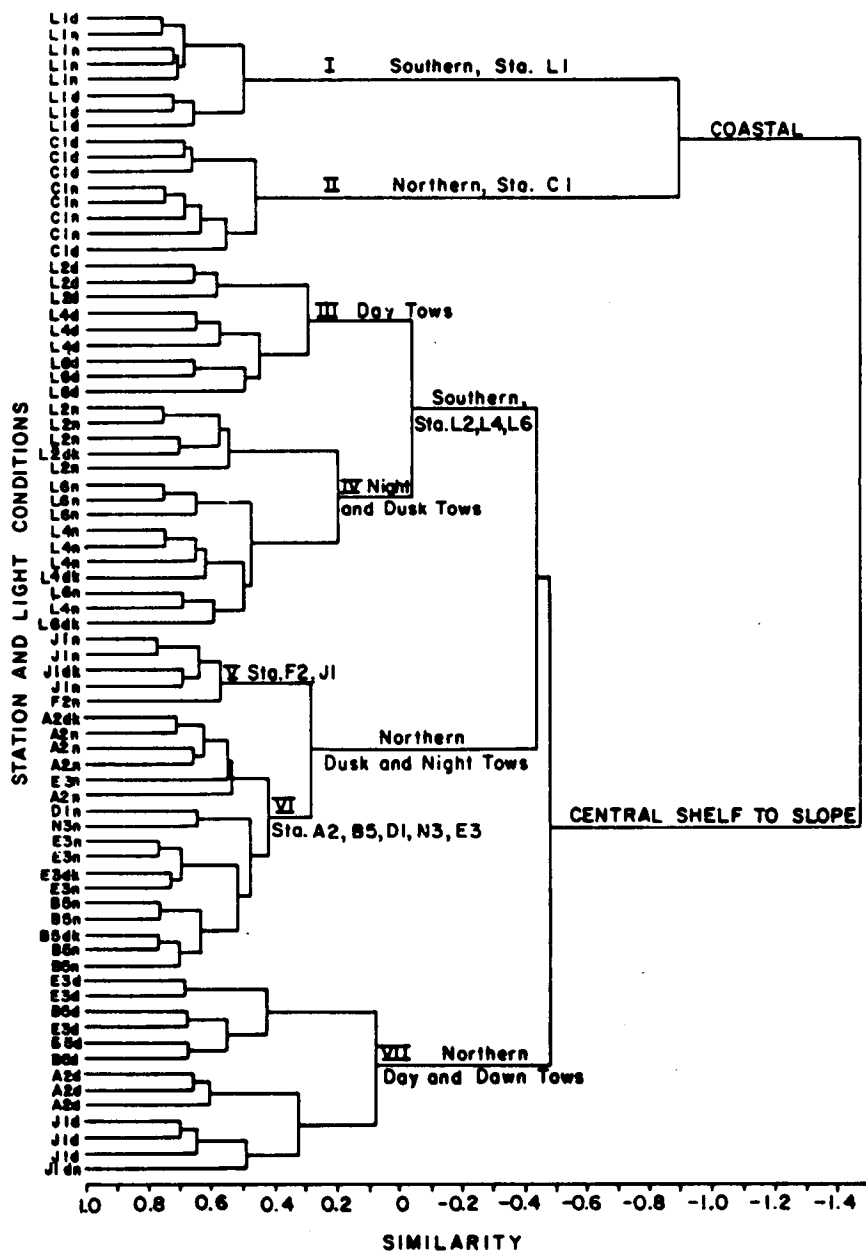 L1d
L1n
L1n
L1n
L1n
L1d
L1d
L1d
C1d
C1d
C1d
C1n
C1n
C1n
C1n
C1d
L2d
L2d
L2d
L4d
L4d
L4d
L6d
L6d
L6d
L2n
L2n
L2n
L2dk
L2n
L6n
L6n
L6n
L4n
L4n
L4n
L4dk
L6n
L4n
L6dk
J1n
J1n
J1dk
J1n
F2n
A2dk
A2n
A2n
A2n
E3n
A2n
D1n
N3n
E3n
E3n
E3dk
E3n
B5n
B5n
B5dk
B5n
B5n
E3d
E3d
B5d
E3d
B5d
B5d
A2d
A2d
A2d
J1d
J1d
J1d
J1dn
STATION AND LIGHT CONDITIONS
I Southern, Sta. L1
COASTAL
II Northern, Sta. C1
III Day Tows
Southern,
Sta. L2, L4, L6
IV Night
and Dusk Tows
V Sta. F2, J1
Northern
Dusk and Night Tows
VI
Sta. A2, B5, D1, N3, E3
CENTRAL SHELF TO SLOPE
VII Northern
Day and Dawn Tows
1.0 0.8 0.6 0.4 0.2 0 -0.2 -0.4 -0.6 -0.8 -1.0 -1.2 -1.4
SIMILARITY